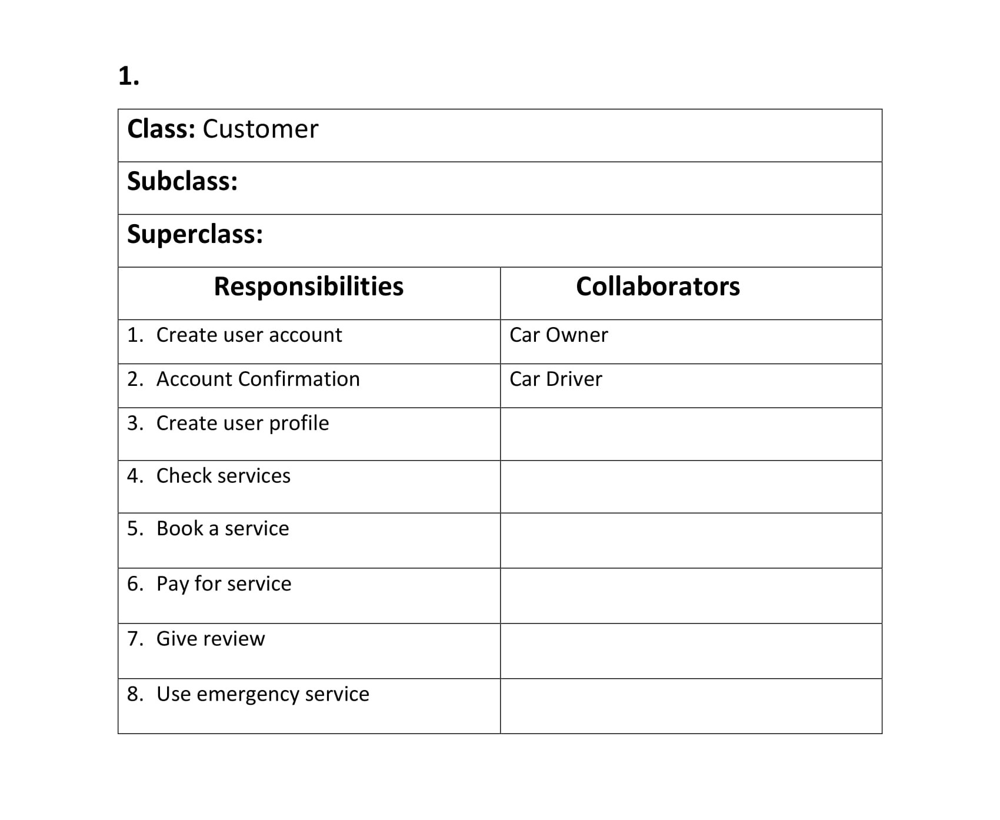 1.
Class: Customer
Subclass:
Superclass:
Responsibilities Collaborators
1. Create user account Car Owner
2. Account Confirmation Car Driver
3. Create user profile
4. Check services
5. Book a service
6. Pay for service
7. Give review
8. Use emergency service